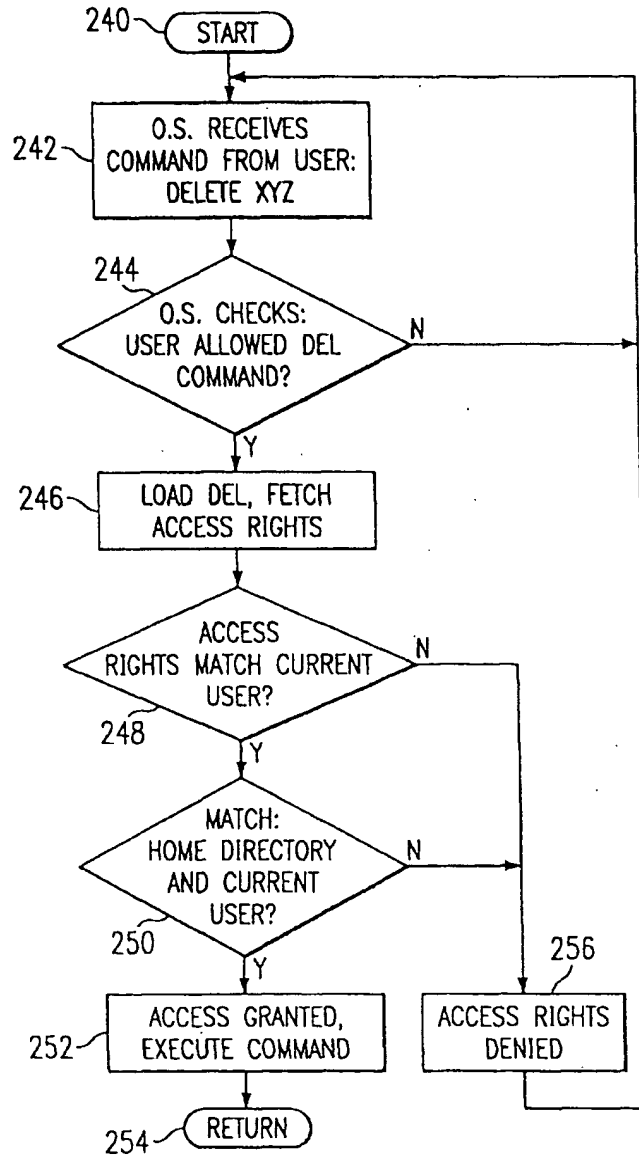 240
START
242
O.S. RECEIVES
COMMAND FROM USER:
DELETE XYZ
244
O.S. CHECKS:
USER ALLOWED DEL
COMMAND?
N
Y
246
LOAD DEL, FETCH
ACCESS RIGHTS
ACCESS
RIGHTS MATCH CURRENT
USER?
N
248
Y
MATCH:
HOME DIRECTORY
AND CURRENT
USER?
N
250
Y
256
252
ACCESS GRANTED,
EXECUTE COMMAND
ACCESS RIGHTS
DENIED
254
RETURN